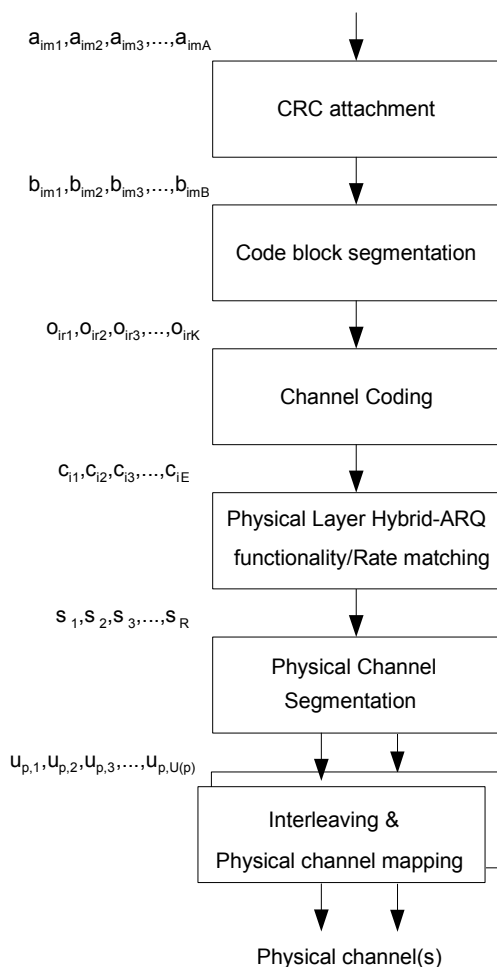 a_im1,a_im2,a_im3,...,a_imA
CRC attachment
b_im1,b_im2,b_im3,...,b_imB
Code block segmentation
o_ir1,o_ir2,o_ir3,...,o_irK
Channel Coding
c_i1,c_i2,c_i3,...,c_iE
Physical Layer Hybrid-ARQ
functionality/Rate matching
s_1,s_2,s_3,...,s_R
Physical Channel
Segmentation
u_p,1,u_p,2,u_p,3,...,u_p,U(p)
Interleaving &
Physical channel mapping
Physical channel(s)